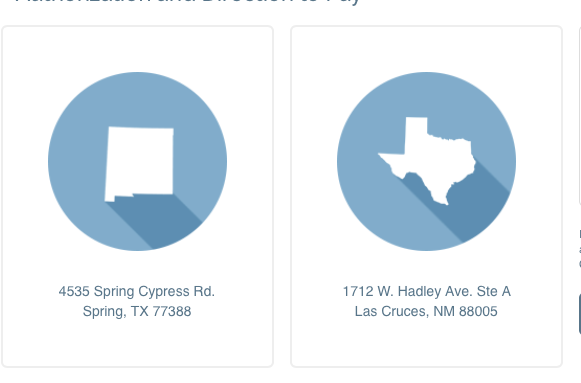 Authorization and Direction to Pay
4535 Spring Cypress Rd.
Spring, TX 77388
1712 W. Hadley Ave. Ste A
Las Cruces, NM 88005